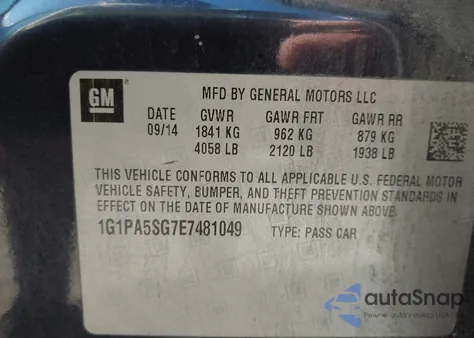 GM
MFD BY GENERAL MOTORS LLC
DATE GVWR GAWR FRT GAWR RR
09/14 1841 KG 962 KG 879 KG
4058 LB 2120 LB 1938 LB
THIS VEHICLE CONFORMS TO ALL APPLICABLE U.S. FEDERAL MOTOR
VEHICLE SAFETY, BUMPER, AND THEFT PREVENTION STANDARDS IN
EFFECT ON THE DATE OF MANUFACTURE SHOWN ABOVE.
1G1PA5SG7E7481049 TYPE: PASS CAR
autoSnap